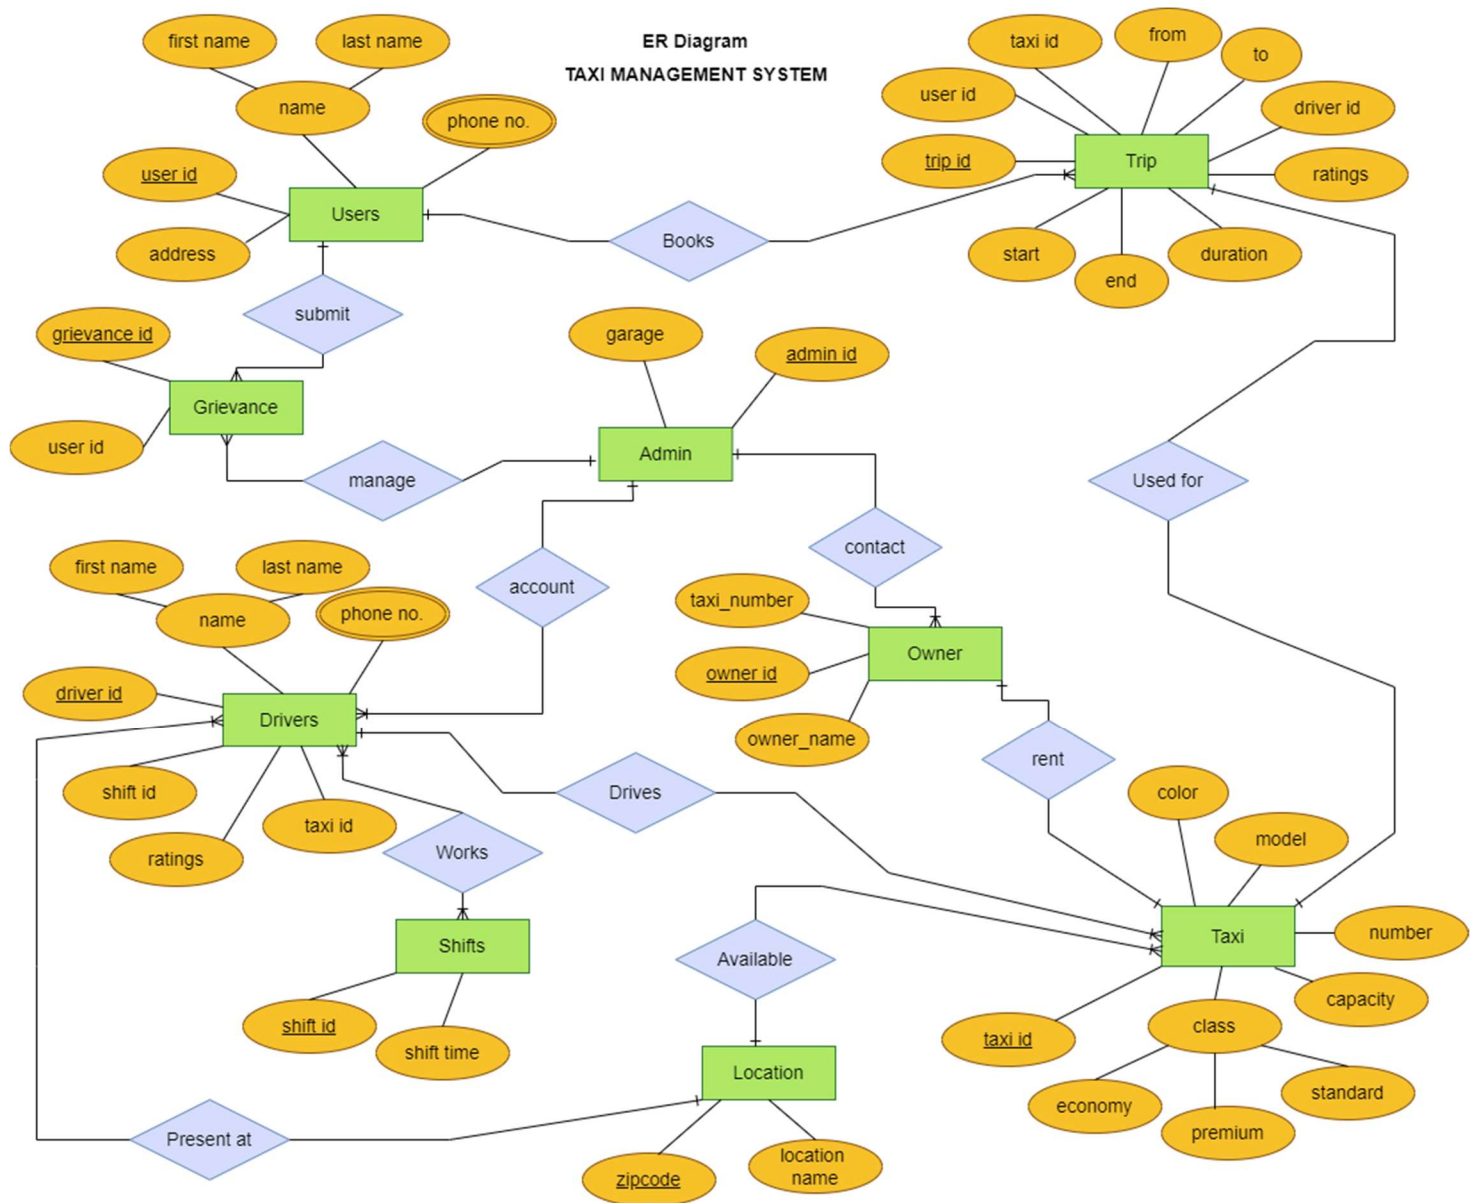 ER Diagram
TAXI MANAGEMENT SYSTEM
first name
last name
name
phone no.
user id
address
Users
submit
Books
taxi id
from
to
user id
driver id
trip id
Trip
ratings
start
end
duration
grievance id
Grievance
user id
manage
garage
admin id
Admin
Used for
account
contact
first name
last name
name
phone no.
driver id
Drivers
shift id
ratings
taxi id
taxi_number
owner id
Owner
owner_name
rent
Drives
Works
color
model
Shifts
shift id
shift time
Available
Taxi
number
capacity
class
taxi id
economy
premium
standard
Location
Present at
zipcode
location
name